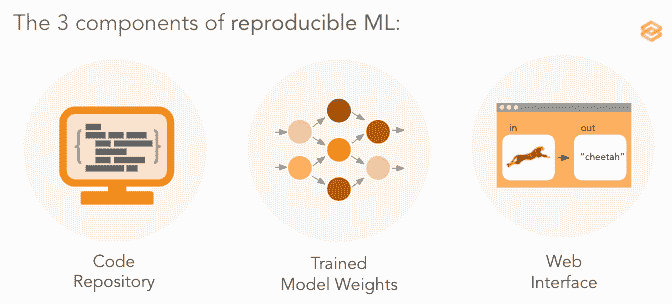 The 3 components of reproducible ML:
in
out
"cheetah"
Code
Repository
Trained
Model Weights
Web
Interface